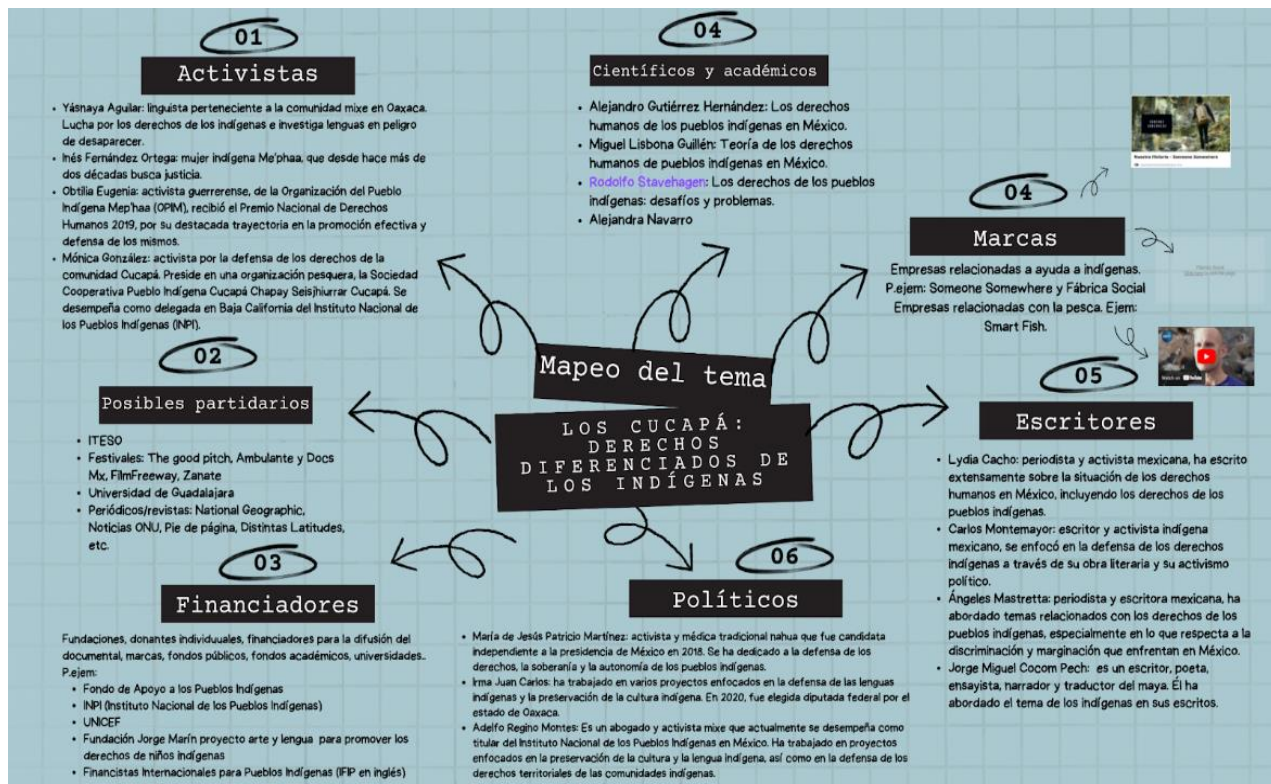 01
Activistas
• Yásnaya Aguilar: linguista perteneciente a la comunidad mixe en Oaxaca.
Lucha por los derechos de los indígenas e investiga lenguas en peligro
de desaparecer.
• Inés Fernández Ortega: mujer indígena Me'phaa, que desde hace más de
dos décadas busca justicia.
• Obtilia Eugenia: activista guerrerense, de la Organización del Pueblo
Indígena Mep'haa (OPIM), recibió el Premio Nacional de Derechos
Humanos 2019, por su destacada trayectoria en la promoción efectiva y
defensa de los mismos.
• Mónica González: activista por la defensa de los derechos de la
comunidad Cucapá. Preside en una organización pesquera, la Sociedad
Cooperativa Pueblo Indígena Cucapá Chapay Seisjhiurrar Cucapá. Se
desempeña como delegada en Baja California del Instituto Nacional de
los Pueblos Indígenas (INPI).
02
Posibles partidarios
• ITESO
• Festivales: The good pitch, Ambulante y Docs
Mx, FilmFreeway, Zanate
• Universidad de Guadalajara
• Periódicos/revistas: National Geographic,
Noticias ONU, Pie de página, Distintas Latitudes,
etc.
03
Financiadores
Fundaciones, donantes individuuales, financiadores para la difusión del
documental, marcas, fondos públicos, fondos académicos, universidades..
P.ejem:
• Fondo de Apoyo a los Pueblos Indígenas
• INPI (Instituto Nacional de los Pueblos Indígenas)
• UNICEF
• Fundación Jorge Marín proyecto arte y lengua para promover los
derechos de niños indígenas
• Financistas Internacionales para Pueblos Indígenas (IFIP en inglés)
Mapeo del tema
LOS CUCAPÁ:
DERECHOS
DIFERENCIADOS DE
LOS INDÍGENAS
04
Científicos y académicos
• Alejandro Gutiérrez Hernández: Los derechos
humanos de los pueblos indígenas en México.
• Miguel Lisbona Guillén: Teoría de los derechos
humanos de pueblos indígenas en México.
• Rodolfo Stavehagen: Los derechos de los pueblos
indígenas: desafíos y problemas.
• Alejandra Navarro
04
Marcas
Empresas relacionadas a ayuda a indígenas.
P.ejem: Someone Somewhere y Fábrica Social
Empresas relacionadas con la pesca. Ejem:
Smart Fish.
Nuestra Historia - Someone Somewhere
05
Escritores
• Lydia Cacho: periodista y activista mexicana, ha escrito
extensamente sobre la situación de los derechos
humanos en México, incluyendo los derechos de los
pueblos indígenas.
• Carlos Montemayor: escritor y activista indígena
mexicano, se enfocó en la defensa de los derechos
indígenas a través de su obra literaria y su activismo
político.
• Ángeles Mastretta: periodista y escritora mexicana, ha
abordado temas relacionados con los derechos de los
pueblos indígenas, especialmente en lo que respecta a la
discriminación y marginación que enfrentan en México.
• Jorge Miguel Cocom Pech: es un escritor, poeta,
ensayista, narrador y traductor del maya. Él ha
abordado el tema de los indígenas en sus escritos.
06
Políticos
• María de Jesús Patricio Martínez: activista y médica tradicional nahua que fue candidata
independiente a la presidencia de México en 2018. Se ha dedicado a la defensa de los
derechos, la soberanía y la autonomía de los pueblos indígenas.
• Irma Juan Carlos: ha trabajado en varios proyectos enfocados en la defensa de las lenguas
indígenas y la preservación de la cultura indígena. En 2020, fue elegida diputada federal por el
estado de Oaxaca.
• Adelfo Regino Montes: Es un abogado y activista mixe que actualmente se desempeña como
titular del Instituto Nacional de los Pueblos Indígenas en México. Ha trabajado en proyectos
enfocados en la preservación de la cultura y la lengua indígena, así como en la defensa de los
derechos territoriales de las comunidades indígenas.